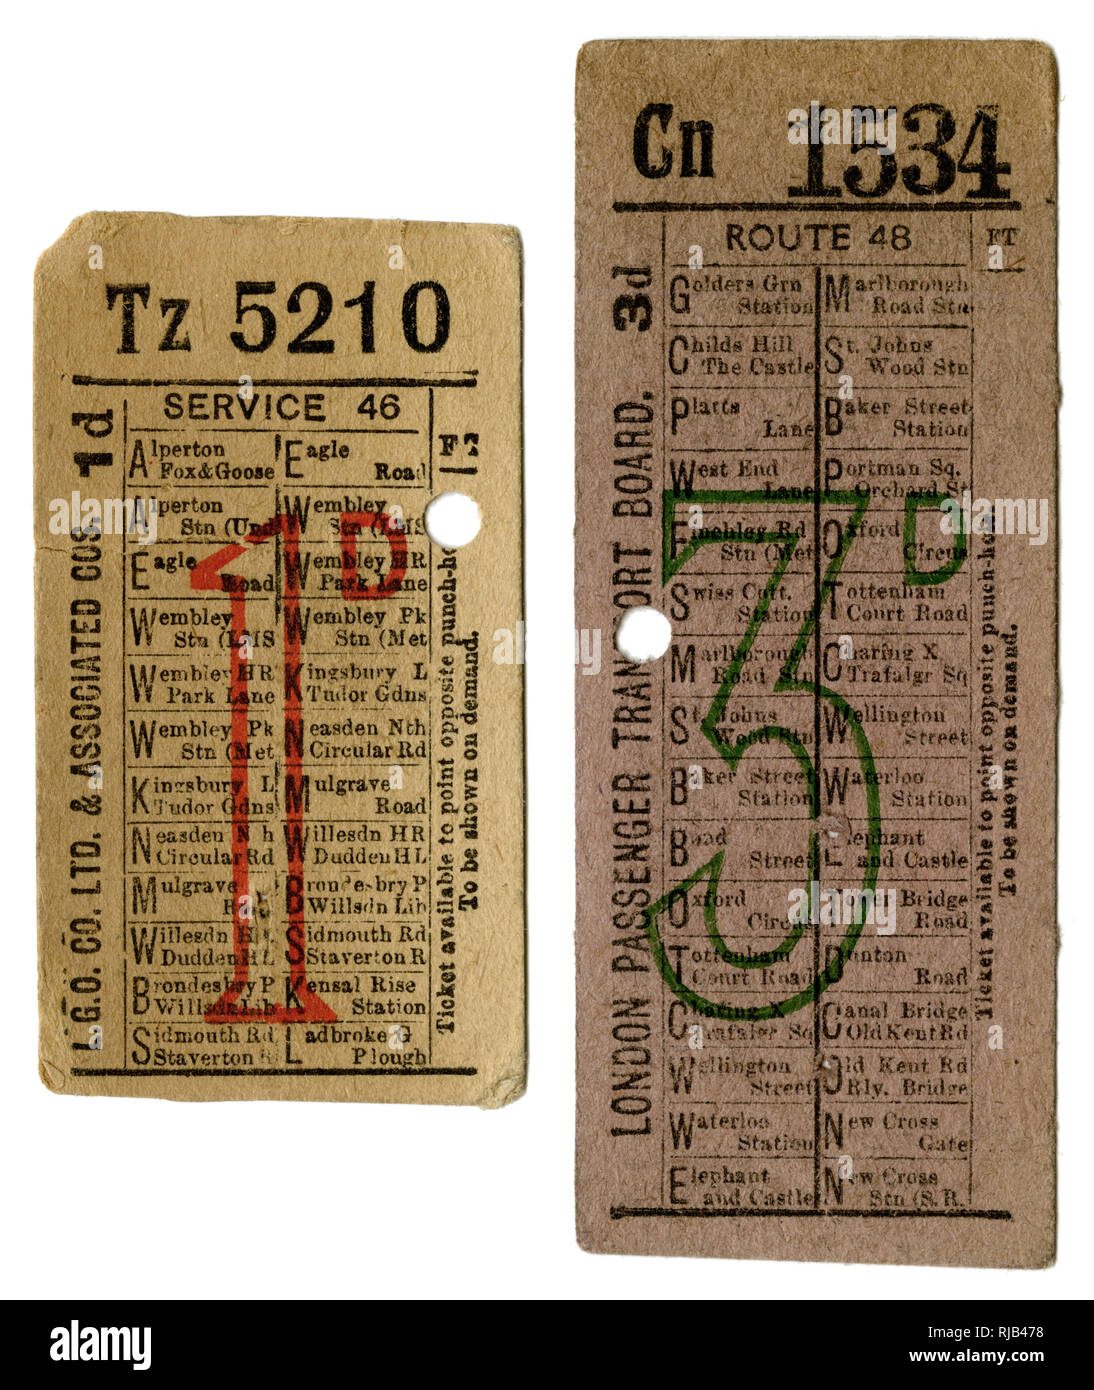 Tz 5210
1d
L.G.O. CO. LTD. & ASSOCIATED COS.
SERVICE 46
Alperton
Fox&Goose
Alperton
Stn (Und
Eagle
Road
Wembley
Stn (LMS
Wembley HR
Park Lane
Wembley Pk
Stn (Met
Kingsbury L
Tudor Gdns
Neasden Nth
Circular Rd
Mulgrave
Willesdn HR
Dudden HL
Brondesbry P
Willsdn Lib
Sidmouth Rd
Staverton R
Eagle
Road
Wembley
Stn (LMS
Wembley HR
Park Lane
Wembley Pk
Stn (Met
Kingsbury L
Tudor Gdns
Neasden Nth
Circular Rd
Mulgrave
Road
Willesdn HR
Dudden HL
Brondesbry P
Willsdn Lib
Sidmouth Rd
Staverton R
Kensal Rise
Station
Ladbroke G
Plough
1D
Ticket available to point opposite punch-ho
To be shown on demand.
Cn 1534
3d
LONDON PASSENGER TRANSPORT BOARD.
ROUTE 48
FT
Golders Grn
Station
Childs Hill
The Castle
Platts
Lane
West End
Lane
Finchley Rd
Stn (Met
Swiss Cott.
Station
Marlborough
Road Stn
St. Johns
Wood Stn
Baker Street
Station
Bond
Street
Oxford
Circus
Tottenham
Court Road
Charing X
Trafalgr Sq
Wellington
Street
Waterloo
Station
Elephant
and Castle
Marlborough
Road Stn
St. Johns
Wood Stn
Baker Street
Station
Portman Sq.
Orchard St
Oxford
Circus
Tottenham
Court Road
Charing X
Trafalgr Sq
Wellington
Street
Waterloo
Station
Elephant
and Castle
Tower Bridge
Road
Dunton
Road
Canal Bridge
Old Kent Rd
Old Kent Rd
Rly. Bridge
New Cross
Gate
New Cross
Stn (S.R.
3D
Ticket available to point opposite punch-hole.
To be shown on demand.
alamy
alamy
Image ID: RJB478
www.alamy.com